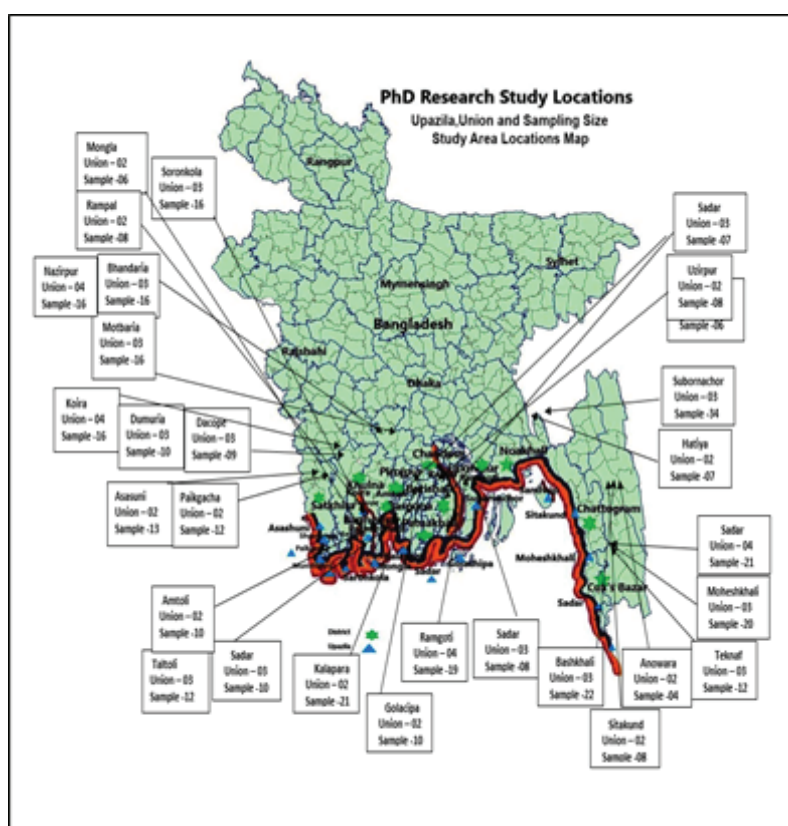 PhD Research Study Locations
Upazila,Union and Sampling Size
Study Area Locations Map
Mongla
Union – 02
Sample -06
Soronkola
Union – 03
Sample -16
Rampal
Union – 02
Sample -08
Nazirpur
Union – 04
Sample -16
Bhandaria
Union – 03
Sample -16
Motbaria
Union – 03
Sample -16
Koira
Union – 04
Sample -16
Dumuria
Union – 03
Sample -10
Dacope
Union – 03
Sample -09
Asasuni
Union – 02
Sample -13
Paikgacha
Union – 02
Sample -12
Amtoli
Union – 02
Sample -10
Taltoli
Union – 03
Sample -12
Sadar
Union – 03
Sample -10
Kalapara
Union – 02
Sample -21
Golacipa
Union – 02
Sample -10
Ramgoti
Union – 04
Sample -19
Sadar
Union – 03
Sample -08
Bashkhali
Union – 03
Sample -22
Sitakund
Union – 02
Sample -08
Anowara
Union – 02
Sample -04
Teknaf
Union – 03
Sample -12
Moheshkhali
Union – 03
Sample -20
Sadar
Union – 04
Sample -21
Hatiya
Union – 02
Sample -07
Subornachor
Union – 03
Sample -34
Uzirpur
Union – 02
Sample -08
Sample -06
Sadar
Union – 03
Sample -07
Rangpur
Sylhet
Mymensingh
Bangladesh
Rajshahi
Dhaka
Noakhali
Khulna
Satkhira
Asashuni
Sitakund
Chattogram
Moheshkhali
Cox's Bazar
Sadar
Sadar
District
Upazila